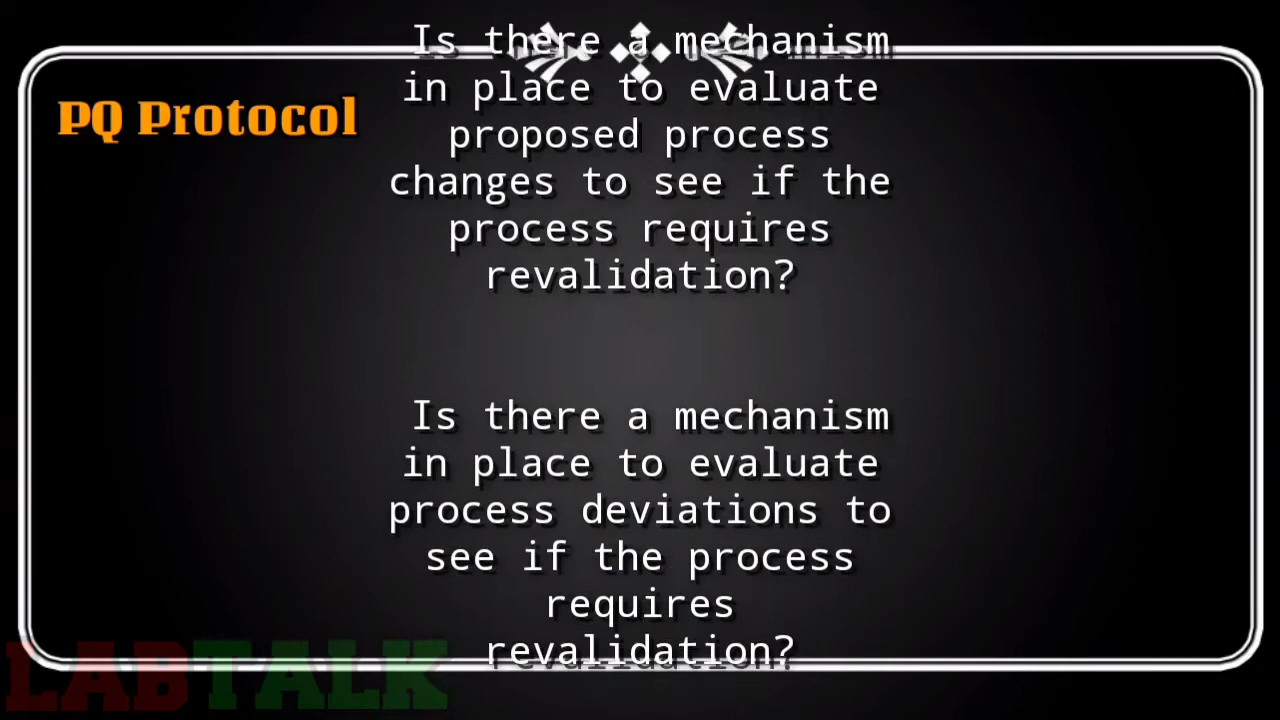 Is there a mechanism
in place to evaluate
PQ Protocol
proposed process
changes to see if the
process requires
revalidation?
Is there a mechanism
in place to evaluate
process deviations to
see if the process
requires
revalidation?
LABTALK